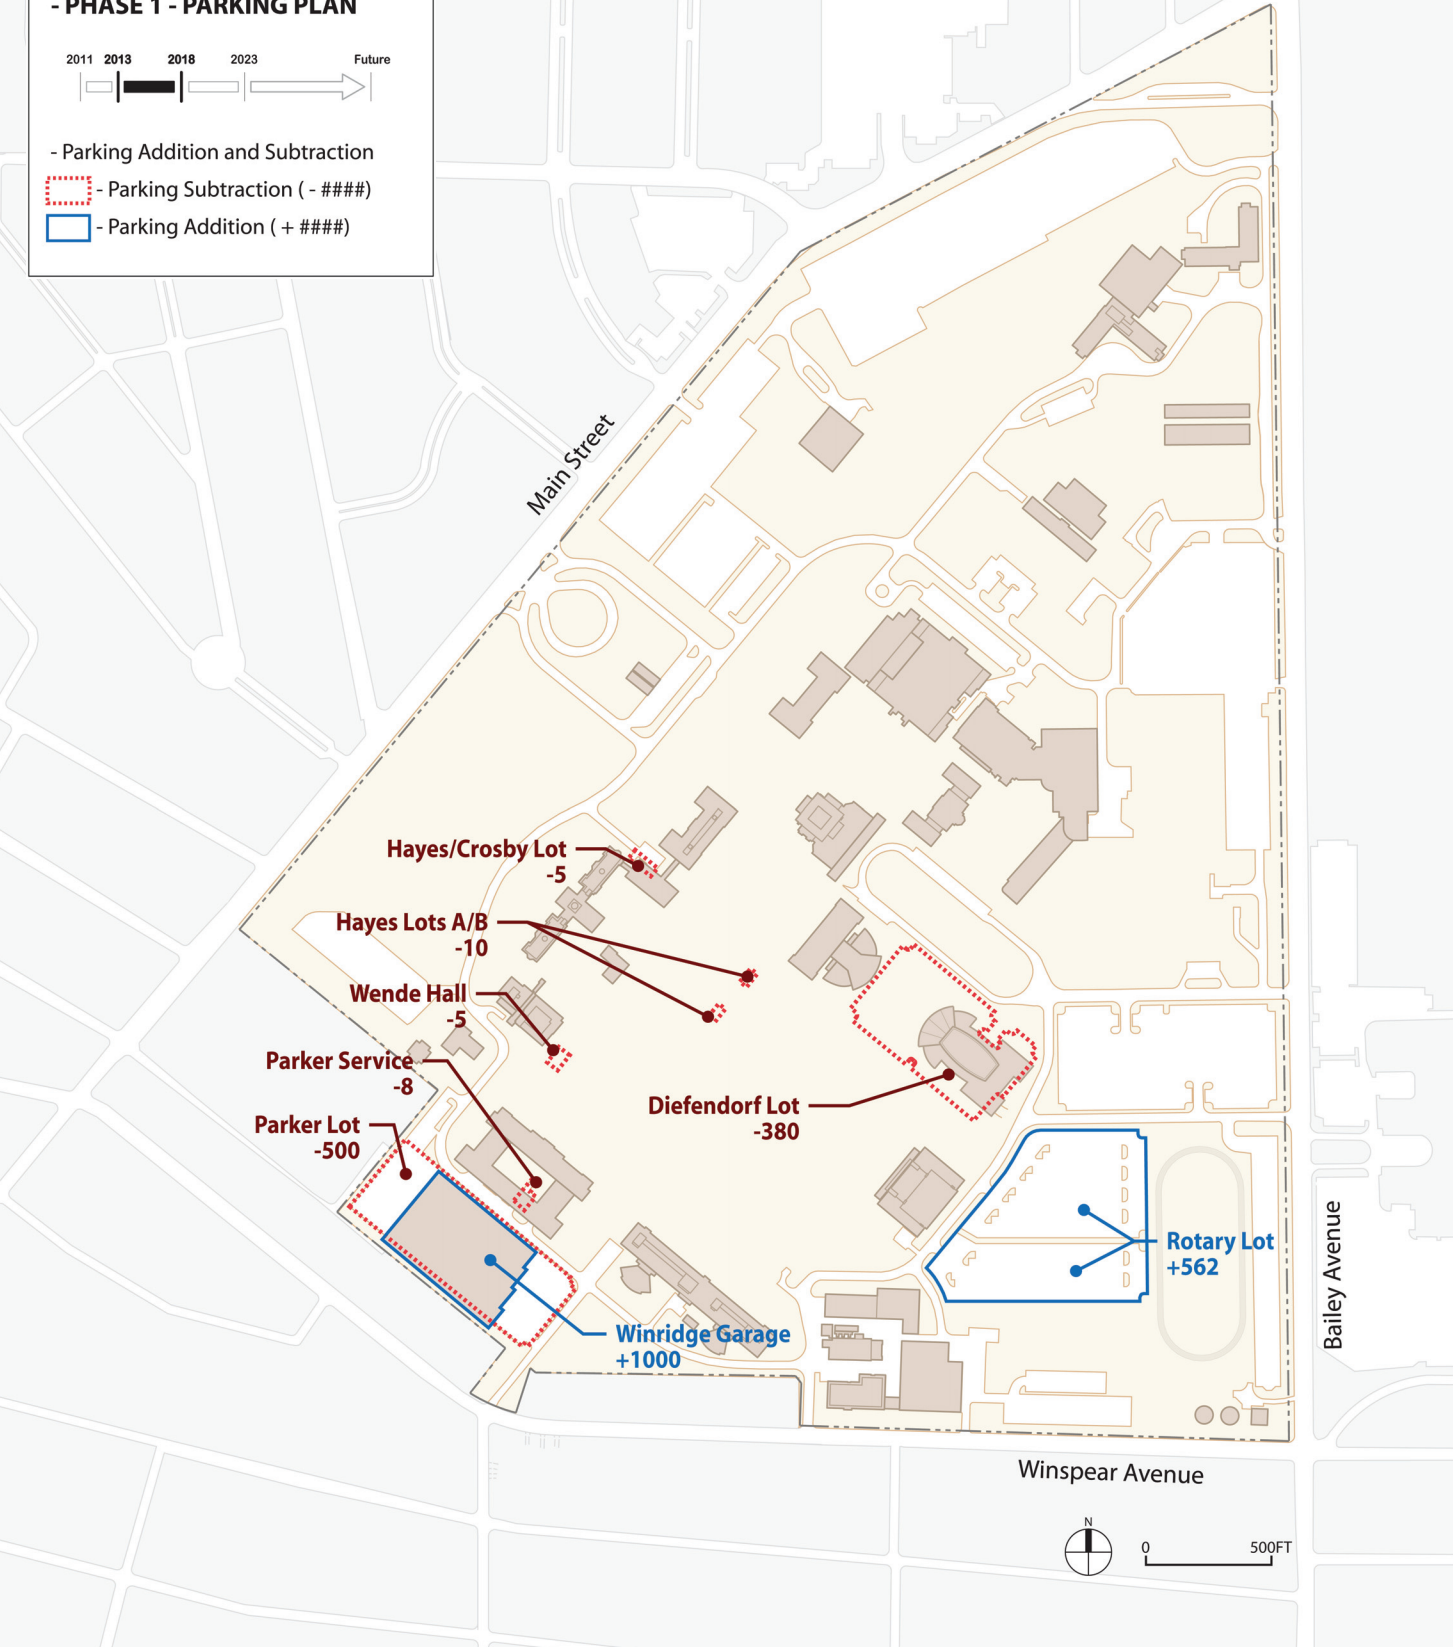 - PHASE 1 - PARKING PLAN
2011 2013 2018 2023 Future
- Parking Addition and Subtraction
- Parking Subtraction ( - ####)
- Parking Addition ( + ####)
Main Street
Hayes/Crosby Lot
-5
Hayes Lots A/B
-10
Wende Hall
-5
Parker Service
-8
Parker Lot
-500
Diefendorf Lot
-380
Rotary Lot
+562
Winridge Garage
+1000
Bailey Avenue
Winspear Avenue
N
0 500FT